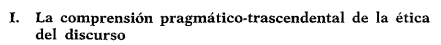 I. La comprensión pragmático-trascendental de la ética
del discurso